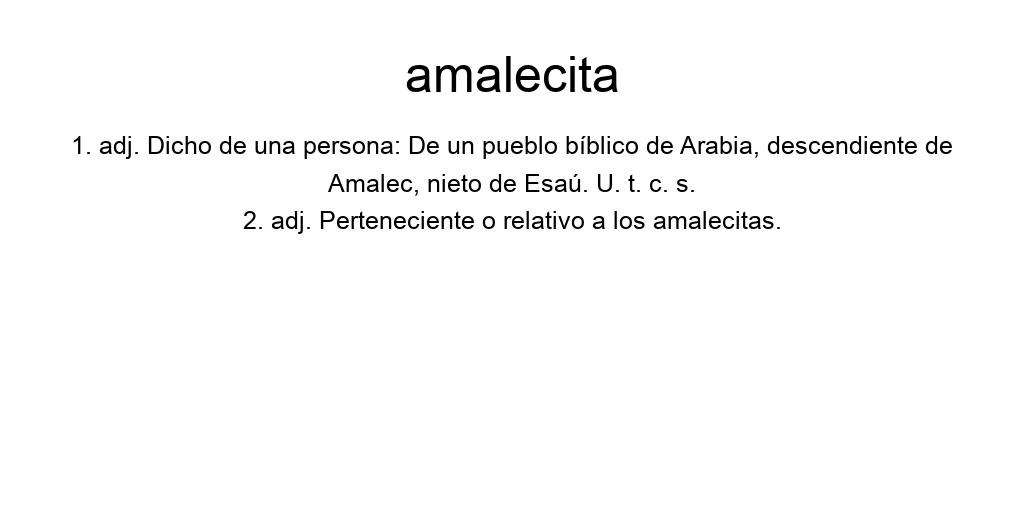 amalecita
1. adj. Dicho de una persona: De un pueblo bíblico de Arabia, descendiente de
Amalec, nieto de Esaú. U. t. c. s.
2. adj. Perteneciente o relativo a los amalecitas.